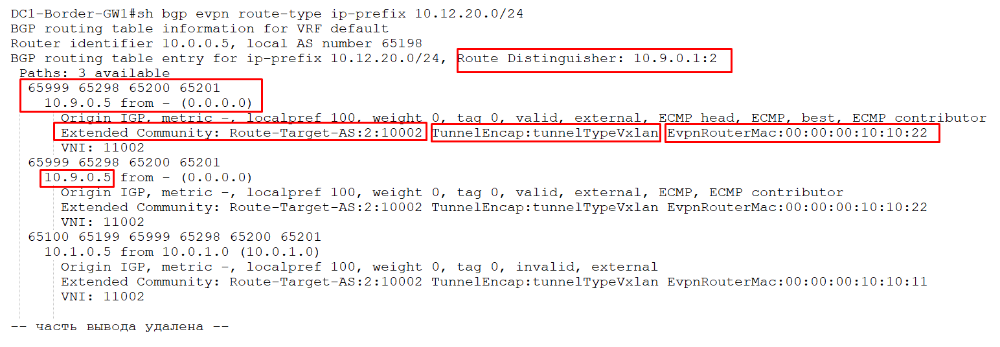 DC1-Border-GW1#sh bgp evpn route-type ip-prefix 10.12.20.0/24
BGP routing table information for VRF default
Router identifier 10.0.0.5, local AS number 65198
BGP routing table entry for ip-prefix 10.12.20.0/24, Route Distinguisher: 10.9.0.1:2
Paths: 3 available
65999 65298 65200 65201
10.9.0.5 from - (0.0.0.0)
Origin IGP, metric -, localpref 100, weight 0, tag 0, valid, external, ECMP head, ECMP, best, ECMP contributor
Extended Community: Route-Target-AS:2:10002 TunnelEncap:tunnelTypeVxlan EvpnRouterMac:00:00:00:10:10:22
VNI: 11002
65999 65298 65200 65201
10.9.0.5 from - (0.0.0.0)
Origin IGP, metric -, localpref 100, weight 0, tag 0, valid, external, ECMP, ECMP contributor
Extended Community: Route-Target-AS:2:10002 TunnelEncap:tunnelTypeVxlan EvpnRouterMac:00:00:00:10:10:22
VNI: 11002
65100 65199 65999 65298 65200 65201
10.1.0.5 from 10.0.1.0 (10.0.1.0)
Origin IGP, metric -, localpref 100, weight 0, tag 0, invalid, external
Extended Community: Route-Target-AS:2:10002 TunnelEncap:tunnelTypeVxlan EvpnRouterMac:00:00:00:10:10:11
VNI: 11002
-- часть вывода удалена --